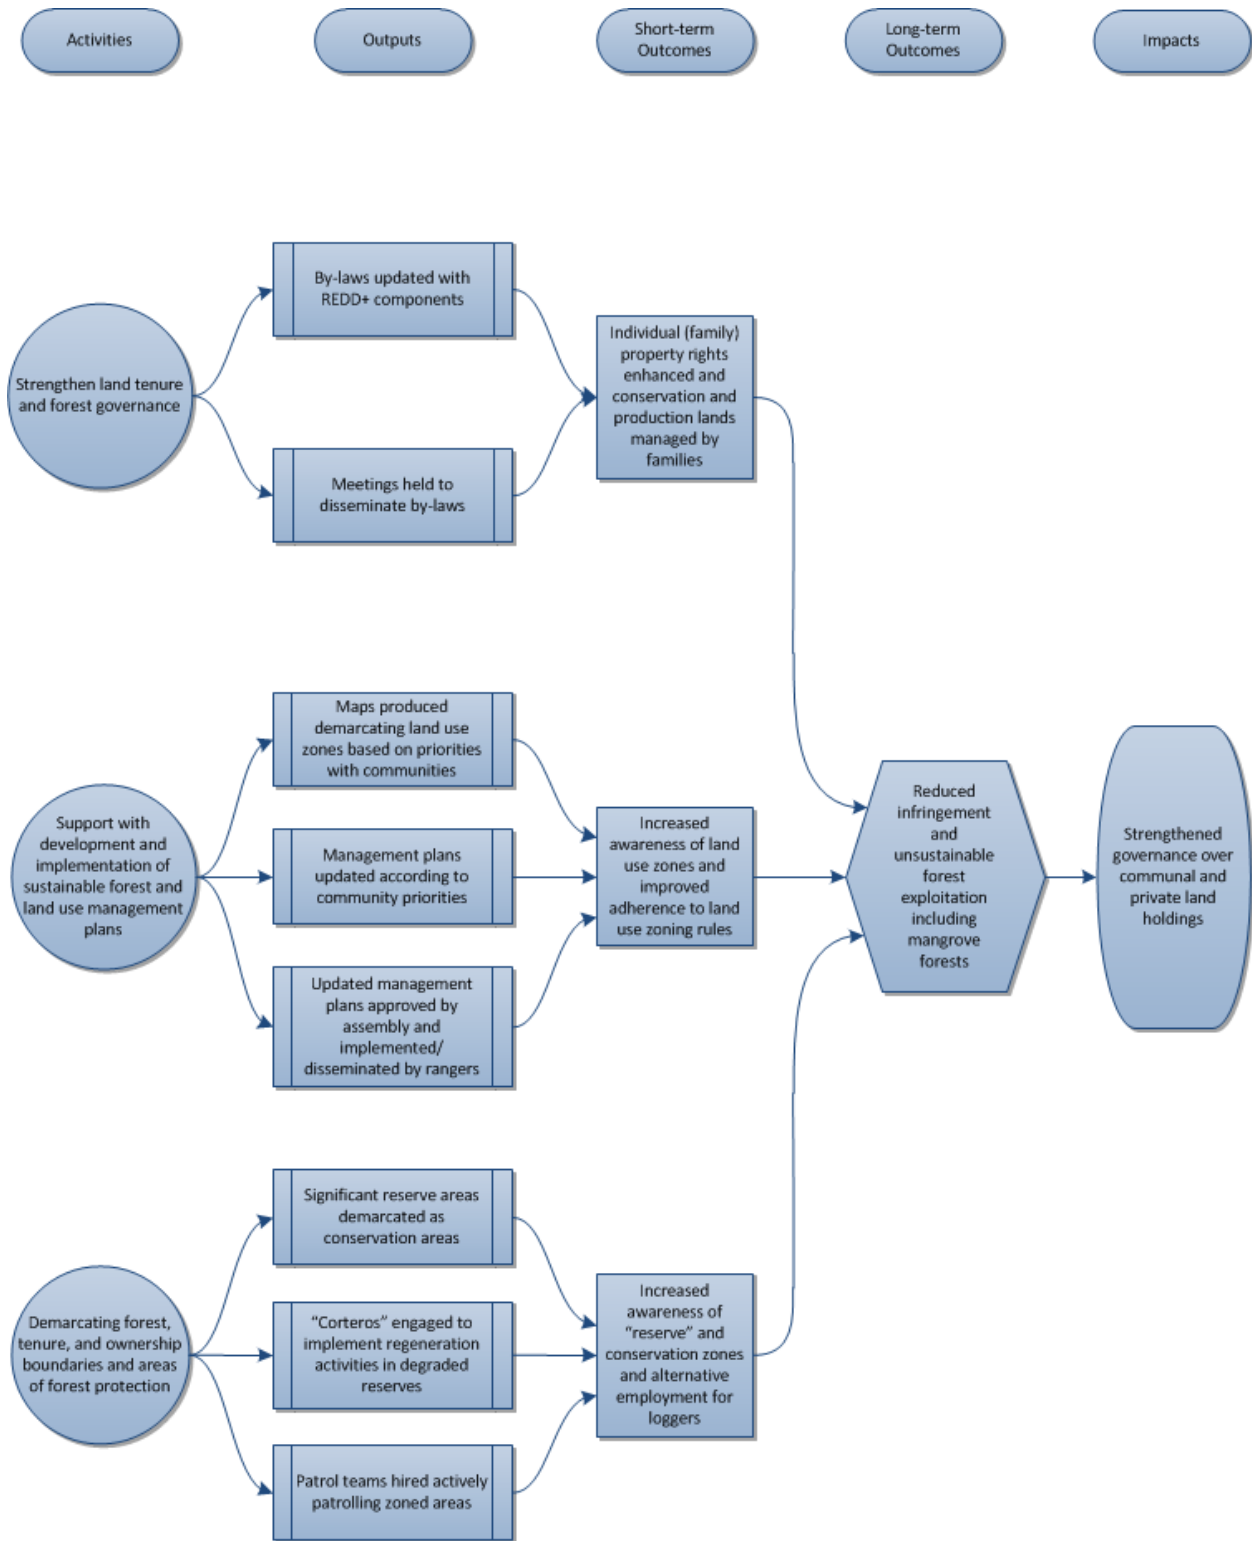 Activities
Outputs
Short-term
Outcomes
Long-term
Outcomes
Impacts
Strengthen land tenure
and forest governance
By-laws updated with
REDD+ components
Meetings held to
disseminate by-laws
Individual (family)
property rights
enhanced and
conservation and
production lands
managed by
families
Support with
development and
implementation of
sustainable forest and
land use management
plans
Maps produced
demarcating land use
zones based on priorities
with communities
Management plans
updated according to
community priorities
Updated management
plans approved by
assembly and
implemented/
disseminated by rangers
Increased
awareness of land
use zones and
improved
adherence to land
use zoning rules
Reduced
infringement
and
unsustainable
forest
exploitation
including
mangrove
forests
Strengthened
governance over
communal and
private land
holdings
Demarcating forest,
tenure, and ownership
boundaries and areas
of forest protection
Significant reserve areas
demarcated as
conservation areas
“Corteros” engaged to
implement regeneration
activities in degraded
reserves
Patrol teams hired actively
patrolling zoned areas
Increased
awareness of
“reserve” and
conservation zones
and alternative
employment for
loggers